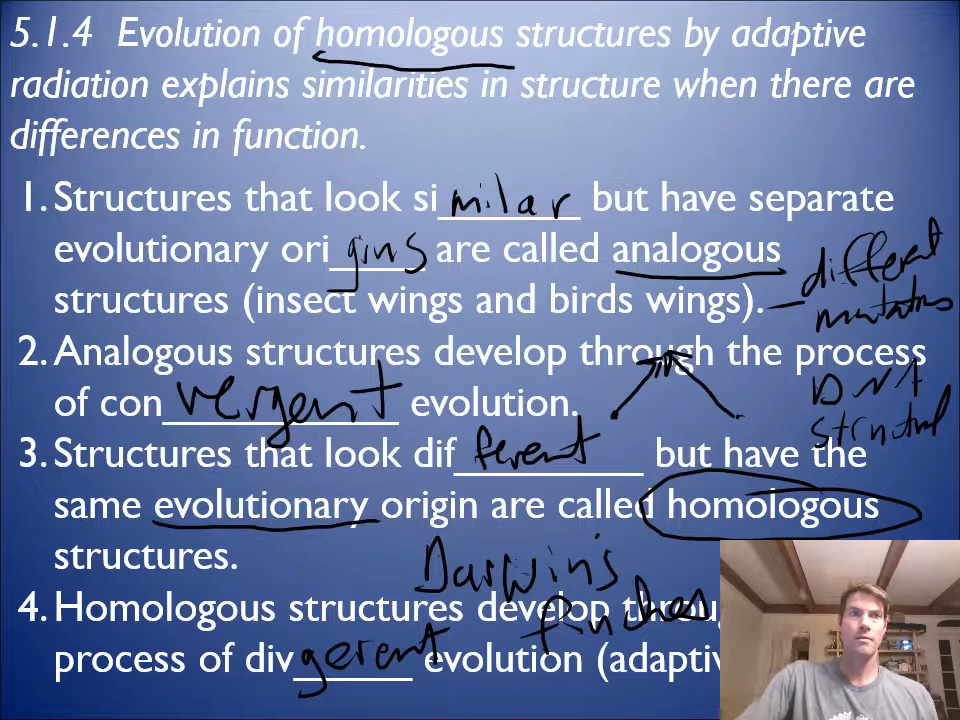 5.1.4 Evolution of homologous structures by adaptive
radiation explains similarities in structure when there are
differences in function.
1. Structures that look similar but have separate
evolutionary origins are called analogous
structures (insect wings and birds wings). – different
mutations
2. Analogous structures develop through the process
of convergent evolution.
DNA
structural
3. Structures that look different but have the
same evolutionary origin are called homologous
structures.
Darwin's
finches
4. Homologous structures develop throug
process of divgerent evolution (adaptiv